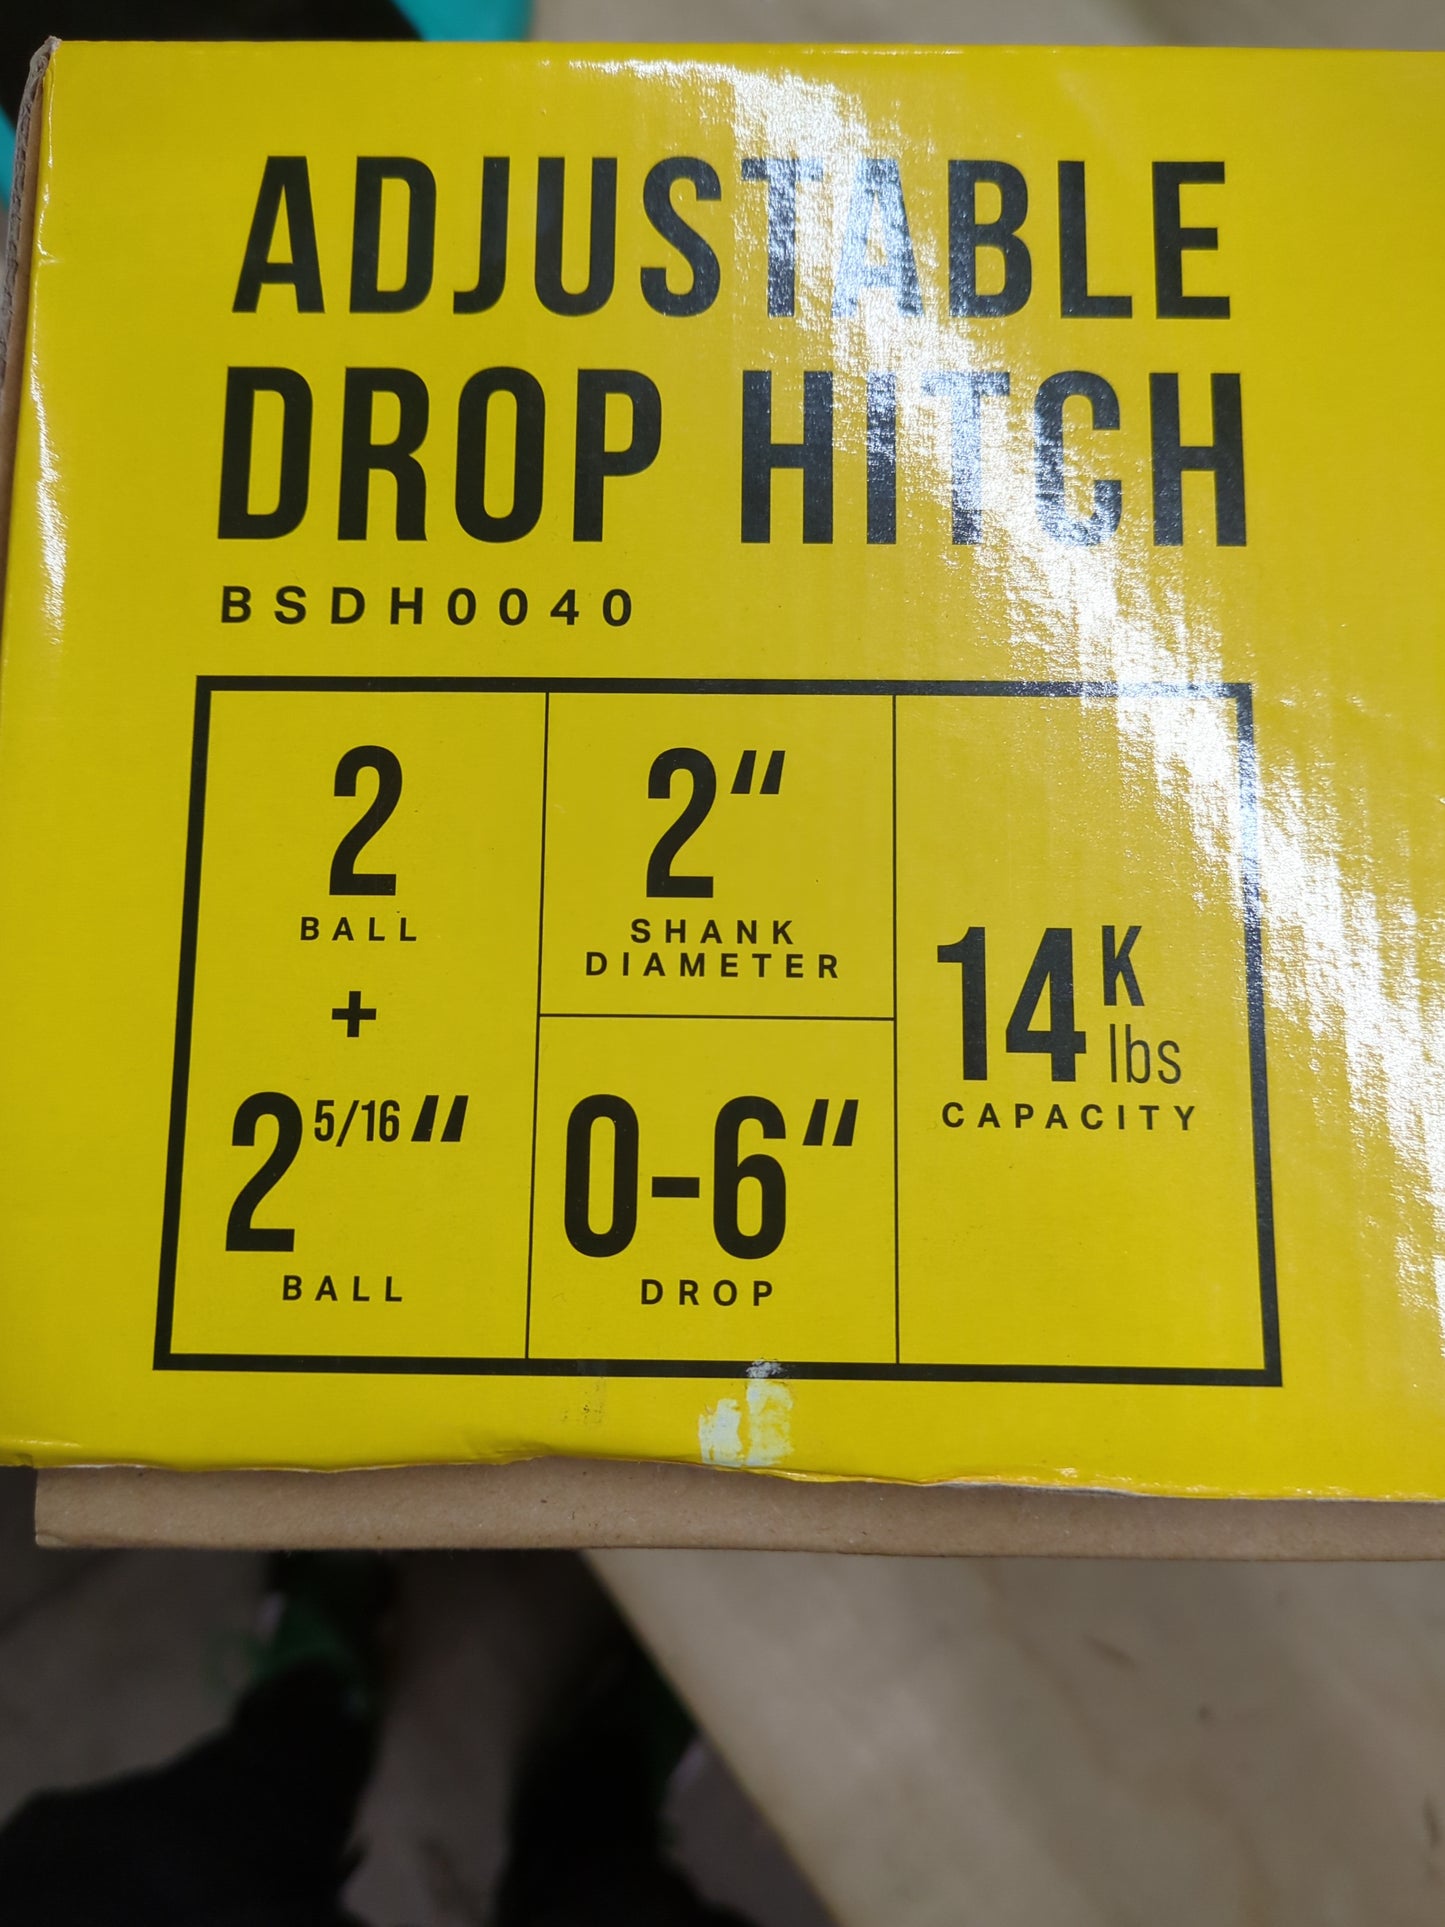 ADJUSTABLE
DROP HITCH
BSDH0040
2
BALL
+
2 5/16“
BALL
2“
SHANK
DIAMETER
0-6“
DROP
14K
lbs
CAPACITY